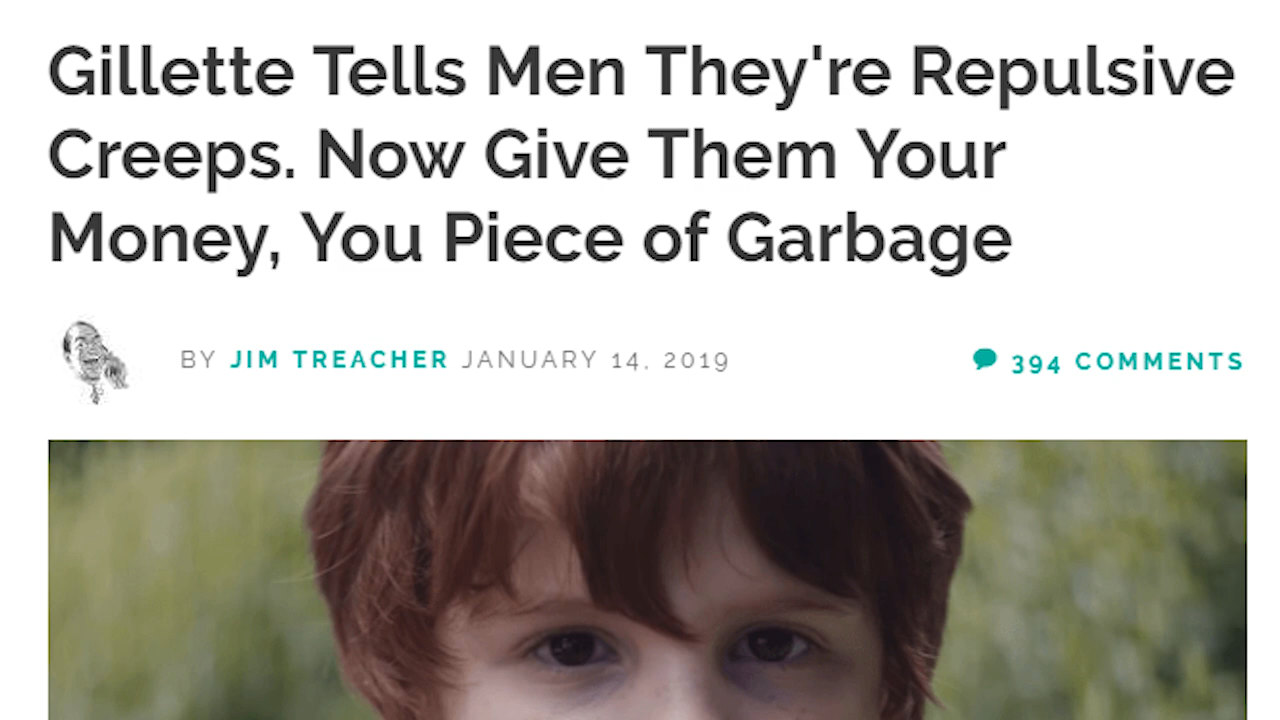 Gillette Tells Men They're Repulsive
Creeps. Now Give Them Your
Money, You Piece of Garbage
BY JIM TREACHER JANUARY 14, 2019
394 COMMENTS